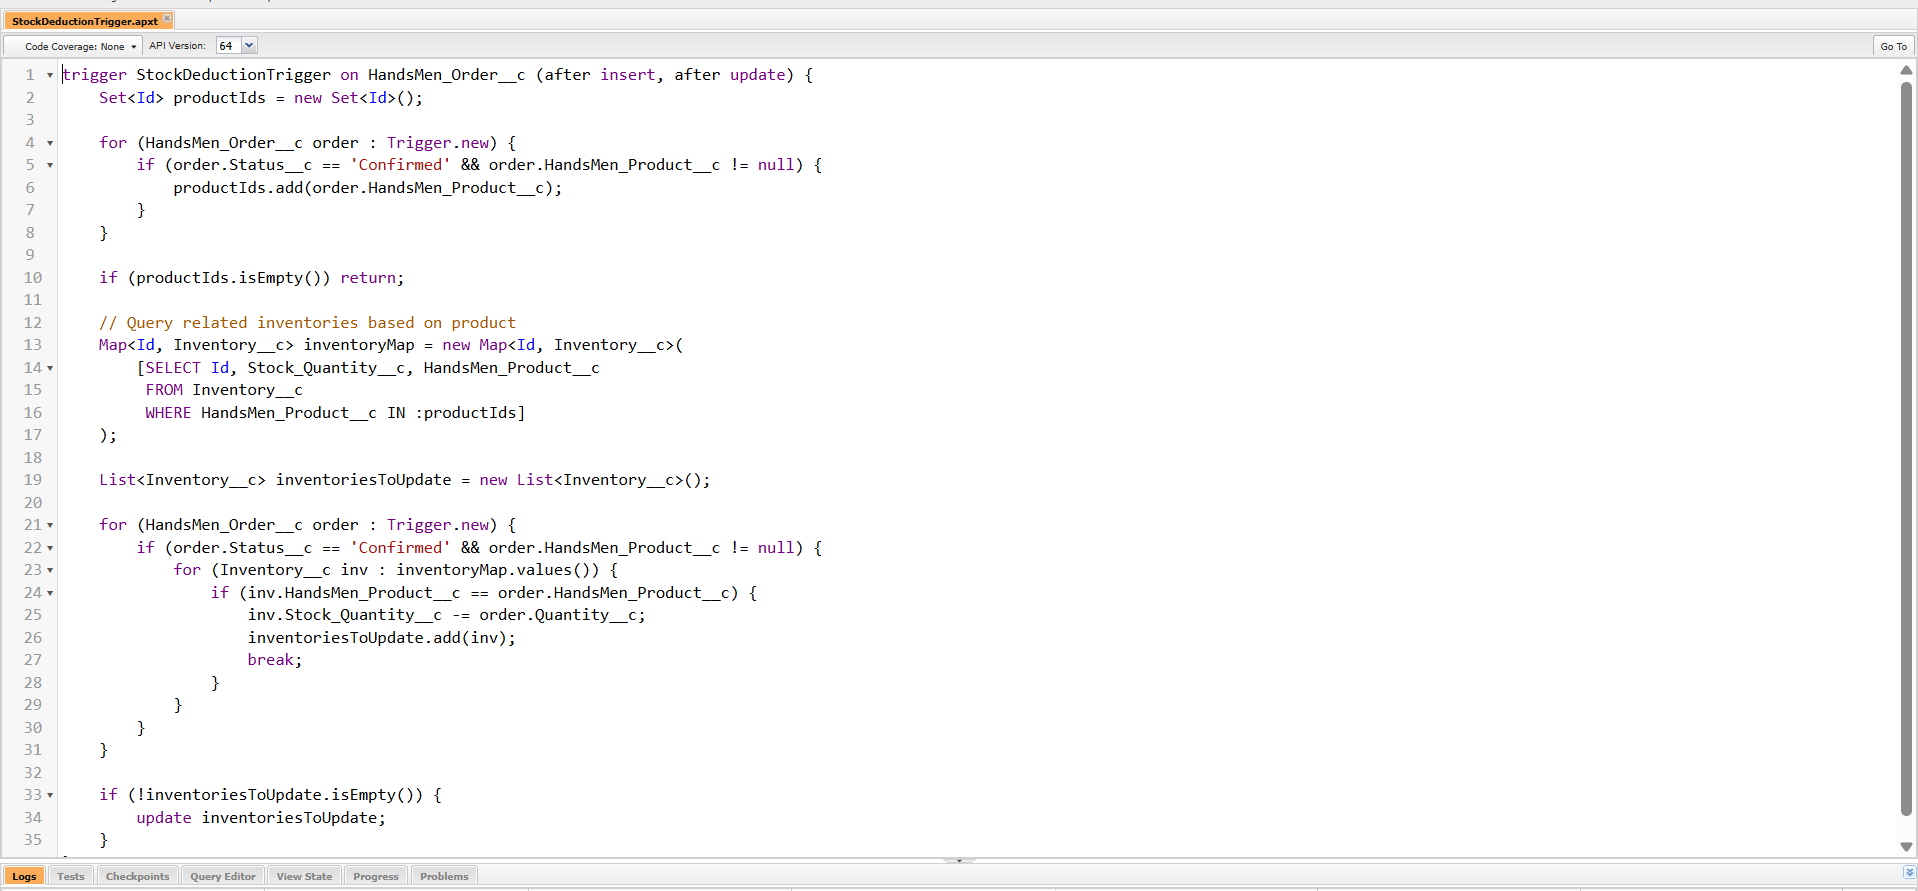 StockDeductionTrigger.apxt
Code Coverage: None API Version: 64 Go To
1 trigger StockDeductionTrigger on HandsMen_Order__c (after insert, after update) {
2 Set<Id> productIds = new Set<Id>();
3
4 for (HandsMen_Order__c order : Trigger.new) {
5 if (order.Status__c == 'Confirmed' && order.HandsMen_Product__c != null) {
6 productIds.add(order.HandsMen_Product__c);
7 }
8 }
9
10 if (productIds.isEmpty()) return;
11
12 // Query related inventories based on product
13 Map<Id, Inventory__c> inventoryMap = new Map<Id, Inventory__c>(
14 [SELECT Id, Stock_Quantity__c, HandsMen_Product__c
15 FROM Inventory__c
16 WHERE HandsMen_Product__c IN :productIds]
17 );
18
19 List<Inventory__c> inventoriesToUpdate = new List<Inventory__c>();
20
21 for (HandsMen_Order__c order : Trigger.new) {
22 if (order.Status__c == 'Confirmed' && order.HandsMen_Product__c != null) {
23 for (Inventory__c inv : inventoryMap.values()) {
24 if (inv.HandsMen_Product__c == order.HandsMen_Product__c) {
25 inv.Stock_Quantity__c -= order.Quantity__c;
26 inventoriesToUpdate.add(inv);
27 break;
28 }
29 }
30 }
31 }
32
33 if (!inventoriesToUpdate.isEmpty()) {
34 update inventoriesToUpdate;
35 }
Logs Tests Checkpoints Query Editor View State Progress Problems